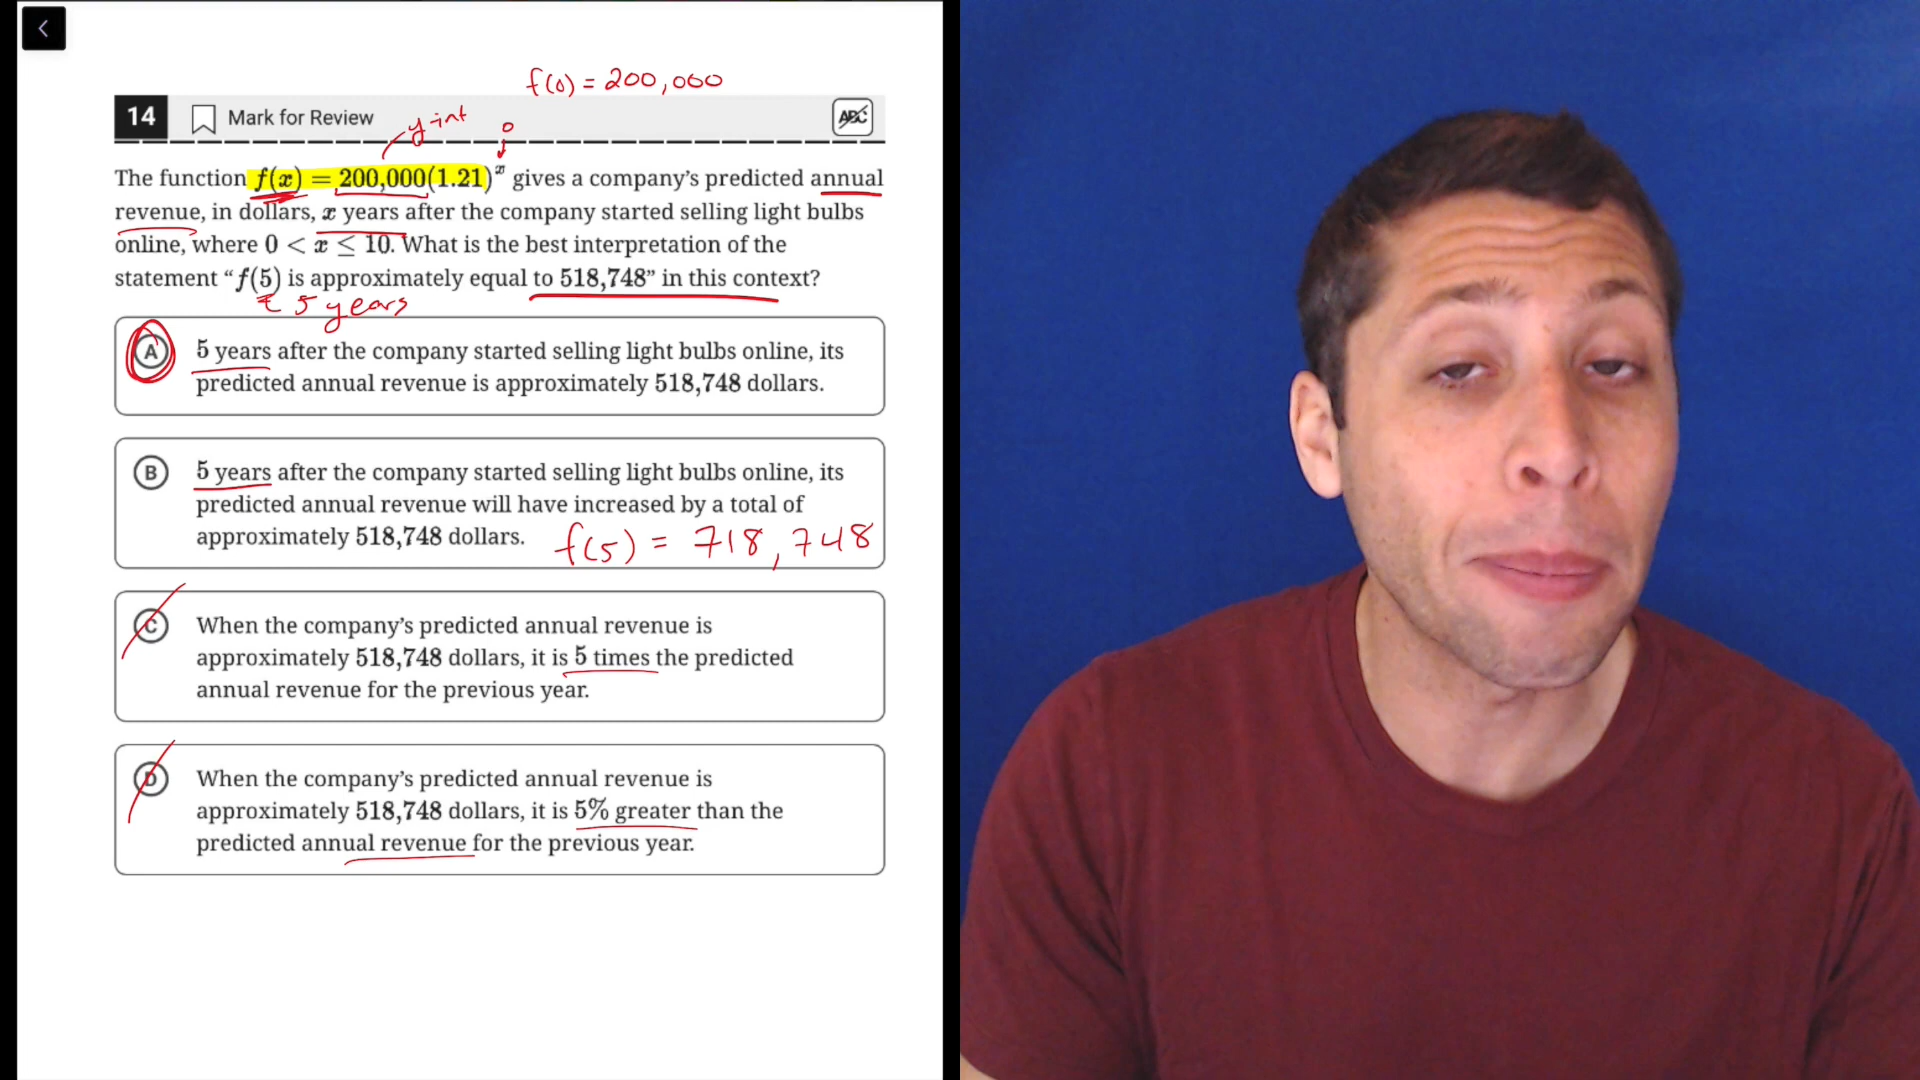 f(0) = 200,000
14 Mark for Review ABC
y-int 0
The function f(x) = 200,000(1.21)^x gives a company's predicted annual
revenue, in dollars, x years after the company started selling light bulbs
online, where 0 < x ≤ 10. What is the best interpretation of the
statement “f(5) is approximately equal to 518,748” in this context?
5 years
A 5 years after the company started selling light bulbs online, its
predicted annual revenue is approximately 518,748 dollars.
B 5 years after the company started selling light bulbs online, its
predicted annual revenue will have increased by a total of
approximately 518,748 dollars. f(5) = 718,748
C When the company's predicted annual revenue is
approximately 518,748 dollars, it is 5 times the predicted
annual revenue for the previous year.
D When the company's predicted annual revenue is
approximately 518,748 dollars, it is 5% greater than the
predicted annual revenue for the previous year.